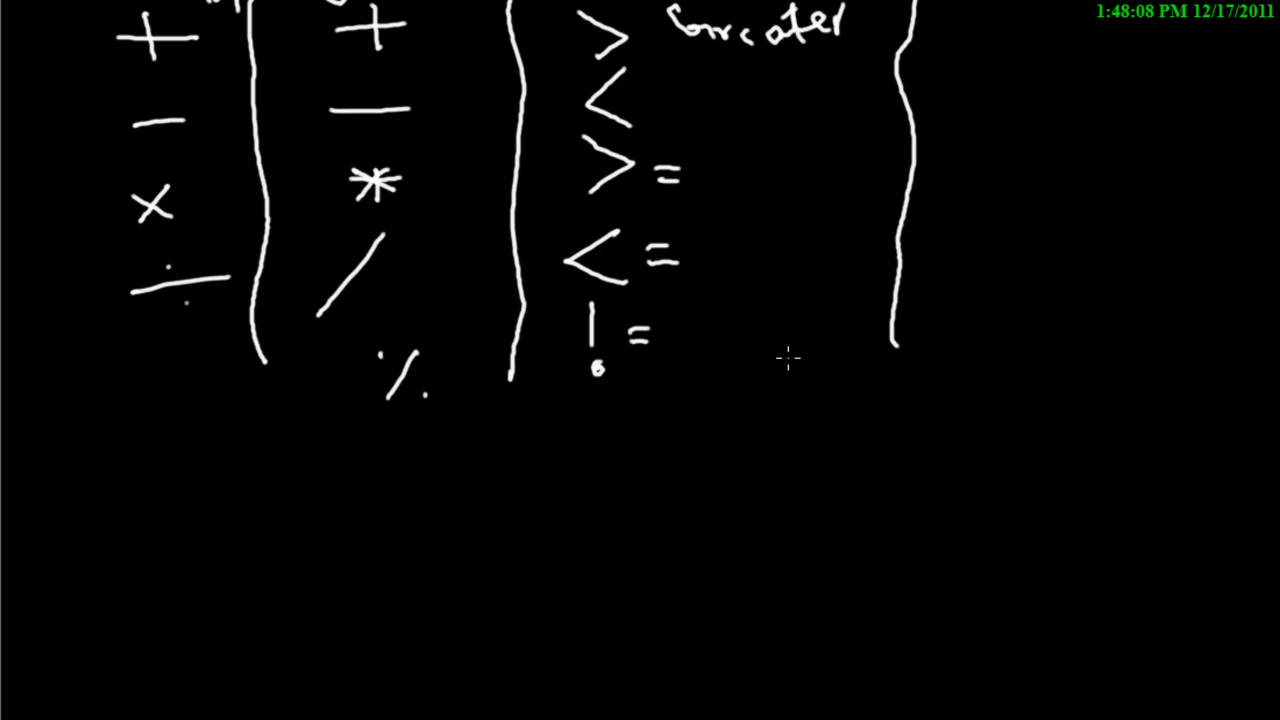 1:48:08 PM 12/17/2011
+ + >
− − <
× * > =
÷ / < =
% ! =